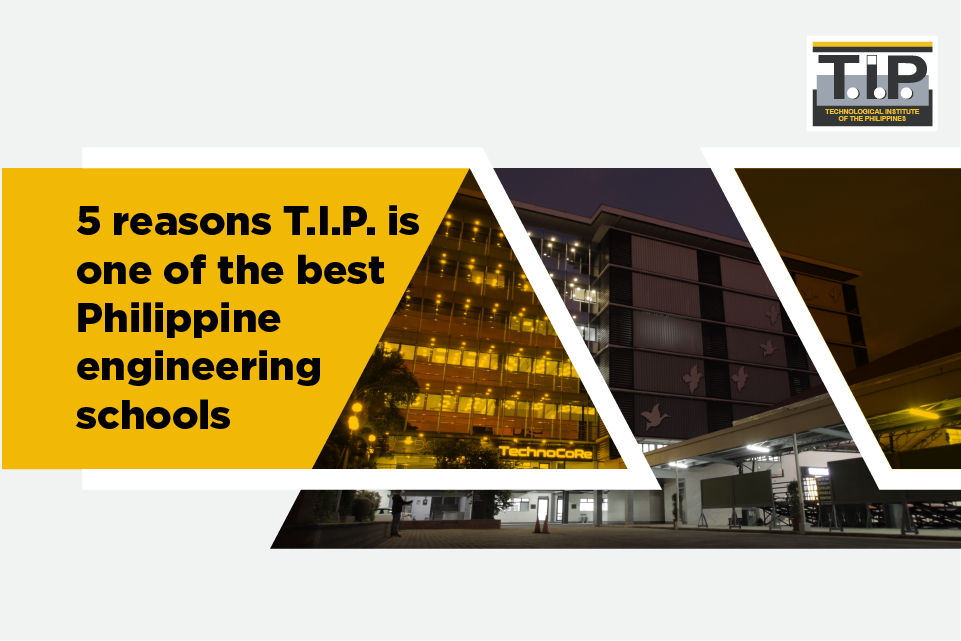 T.I.P.
TECHNOLOGICAL INSTITUTE
OF THE PHILIPPINES
5 reasons T.I.P. is
one of the best
Philippine
engineering
schools
TechnoCoRe